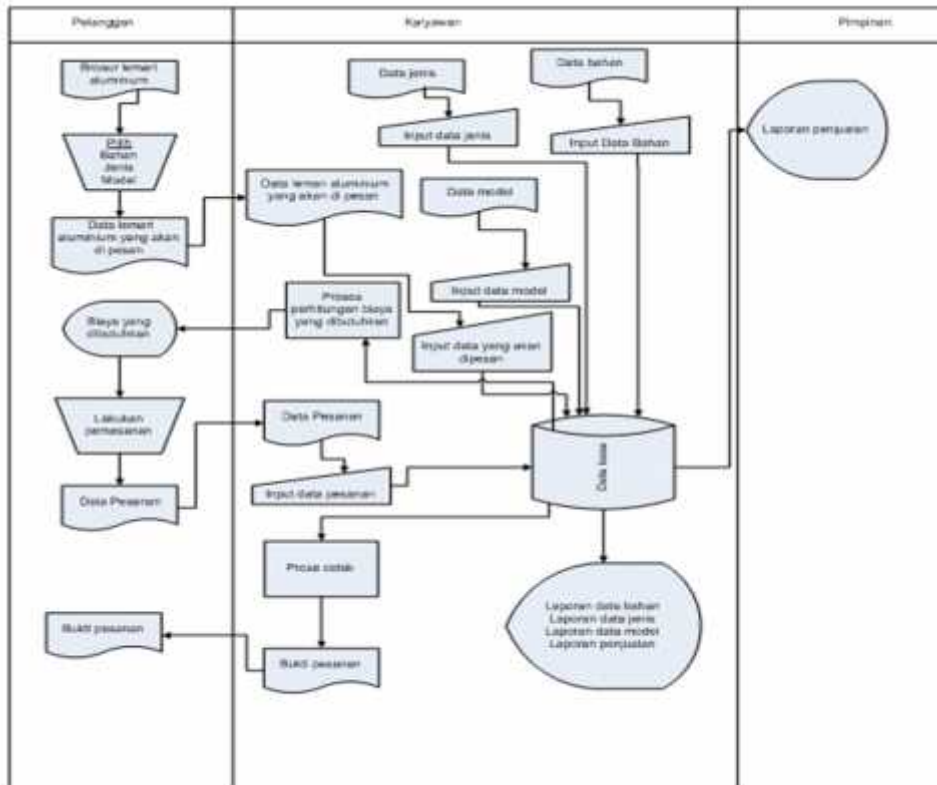 Pelanggan
Karyawan
Pimpinan
Brosur lemari
aluminium
Pilih
Bahan
Jenis
Model
Data lemari
aluminium yang akan
di pesan
Biaya yang
dibutuhkan
Lakukan
pemesanan
Data Pesanan
Bukti pesanan
Data jenis
Input data jenis
Data bahan
Input Data Bahan
Data lemari aluminium
yang akan di pesan
Data model
Input data model
Proses
perhitungan biaya
yang dibutuhkan
Input data yang akan
dipesan
Data Pesanan
Input data pesanan
Data base
Prose cetak
Bukti pesanan
Laporan data bahan
Laporan data jenis
Laporan data model
Laporan penjualan
Laporan penjualan